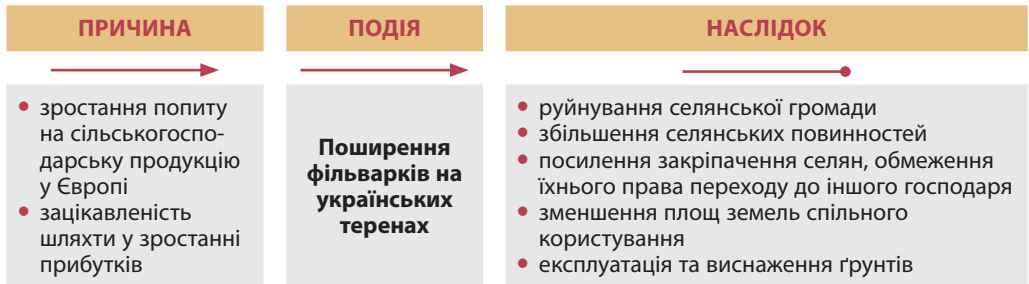 ПРИЧИНА
зростання попиту
на сільськогоспо-
дарську продукцію
у Європі
зацікавленість
шляхти у зростанні
прибутків
ПОДІЯ
Поширення
фільварків на
українських
теренах
НАСЛІДОК
руйнування селянської громади
збільшення селянських повинностей
посилення закріпачення селян, обмеження
їхнього права переходу до іншого господаря
зменшення площ земель спільного
користування
експлуатація та виснаження ґрунтів